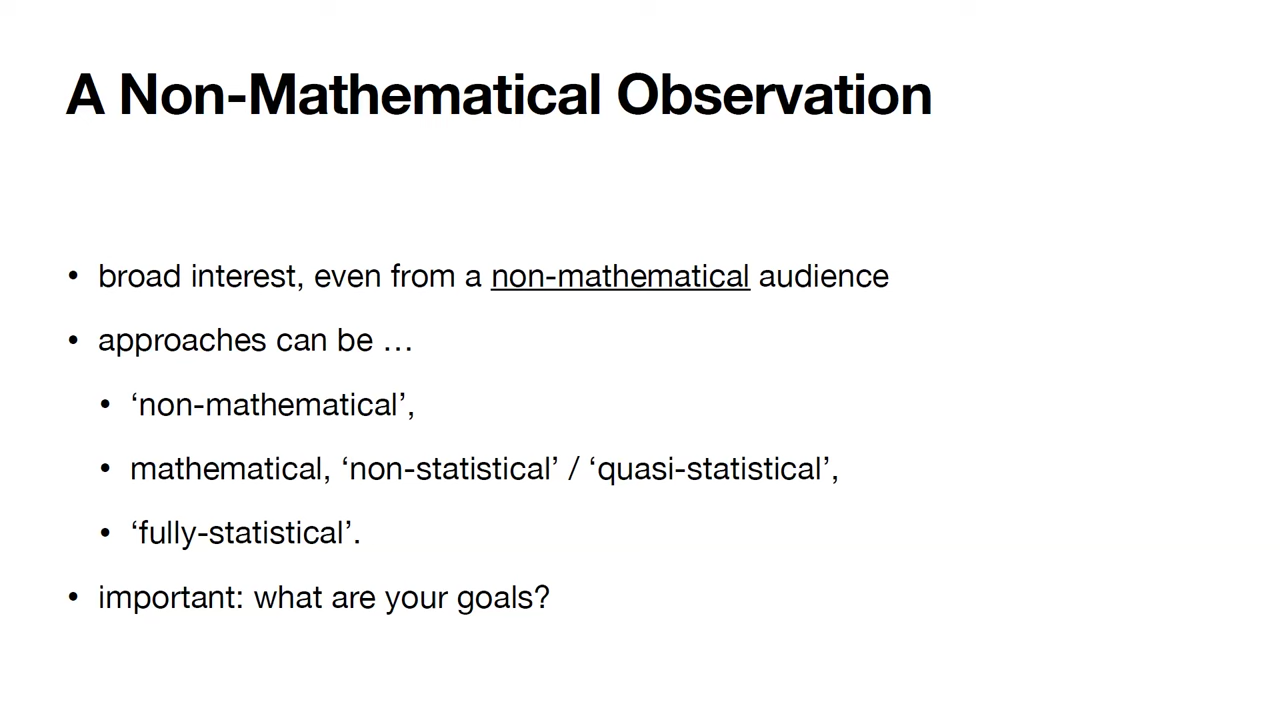 A Non-Mathematical Observation
• broad interest, even from a non-mathematical audience
• approaches can be …
• ‘non-mathematical’,
• mathematical, ‘non-statistical’ / ‘quasi-statistical’,
• ‘fully-statistical’.
• important: what are your goals?